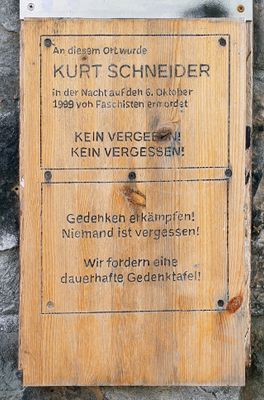 An diesem Ort wurde
KURT SCHNEIDER
in der Nacht auf den 6. Oktober
1999 von Faschisten ermordet
KEIN VERGEBEN!
KEIN VERGESSEN!
Gedenken erkämpfen!
Niemand ist vergessen!
Wir fordern eine
dauerhafte Gedenktafel!